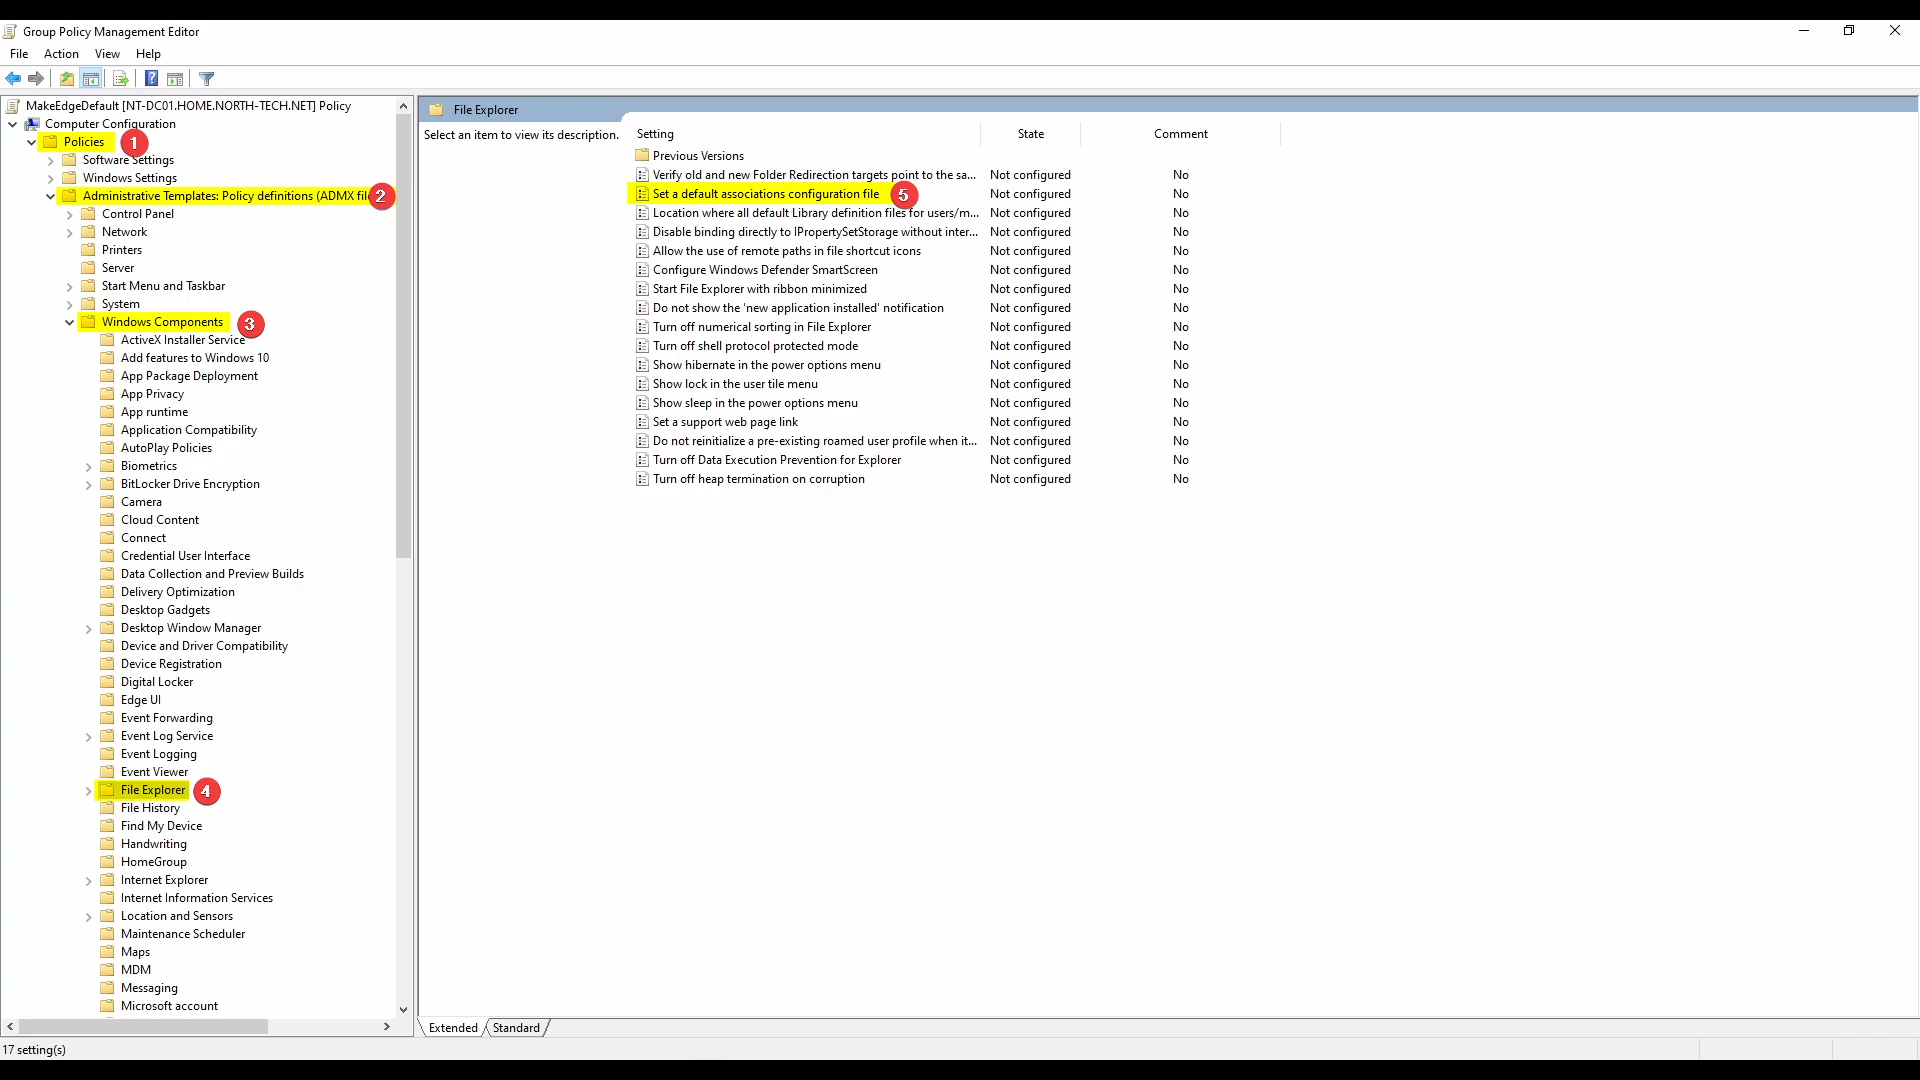 Group Policy Management Editor
File Action View Help
MakeEdgeDefault [NT-DC01.HOME.NORTH-TECH.NET] Policy
Computer Configuration
Policies 1
Software Settings
Windows Settings
Administrative Templates: Policy definitions (ADMX fil 2
Control Panel
Network
Printers
Server
Start Menu and Taskbar
System
Windows Components 3
ActiveX Installer Service
Add features to Windows 10
App Package Deployment
App Privacy
App runtime
Application Compatibility
AutoPlay Policies
Biometrics
BitLocker Drive Encryption
Camera
Cloud Content
Connect
Credential User Interface
Data Collection and Preview Builds
Delivery Optimization
Desktop Gadgets
Desktop Window Manager
Device and Driver Compatibility
Device Registration
Digital Locker
Edge UI
Event Forwarding
Event Log Service
Event Logging
Event Viewer
File Explorer 4
File History
Find My Device
Handwriting
HomeGroup
Internet Explorer
Internet Information Services
Location and Sensors
Maintenance Scheduler
Maps
MDM
Messaging
Microsoft account
File Explorer
Select an item to view its description.
Setting State Comment
Previous Versions
Verify old and new Folder Redirection targets point to the sa... Not configured No
Set a default associations configuration file 5 Not configured No
Location where all default Library definition files for users/m... Not configured No
Disable binding directly to IPropertySetStorage without inter... Not configured No
Allow the use of remote paths in file shortcut icons Not configured No
Configure Windows Defender SmartScreen Not configured No
Start File Explorer with ribbon minimized Not configured No
Do not show the 'new application installed' notification Not configured No
Turn off numerical sorting in File Explorer Not configured No
Turn off shell protocol protected mode Not configured No
Show hibernate in the power options menu Not configured No
Show lock in the user tile menu Not configured No
Show sleep in the power options menu Not configured No
Set a support web page link Not configured No
Do not reinitialize a pre-existing roamed user profile when it... Not configured No
Turn off Data Execution Prevention for Explorer Not configured No
Turn off heap termination on corruption Not configured No
Extended Standard
17 setting(s)